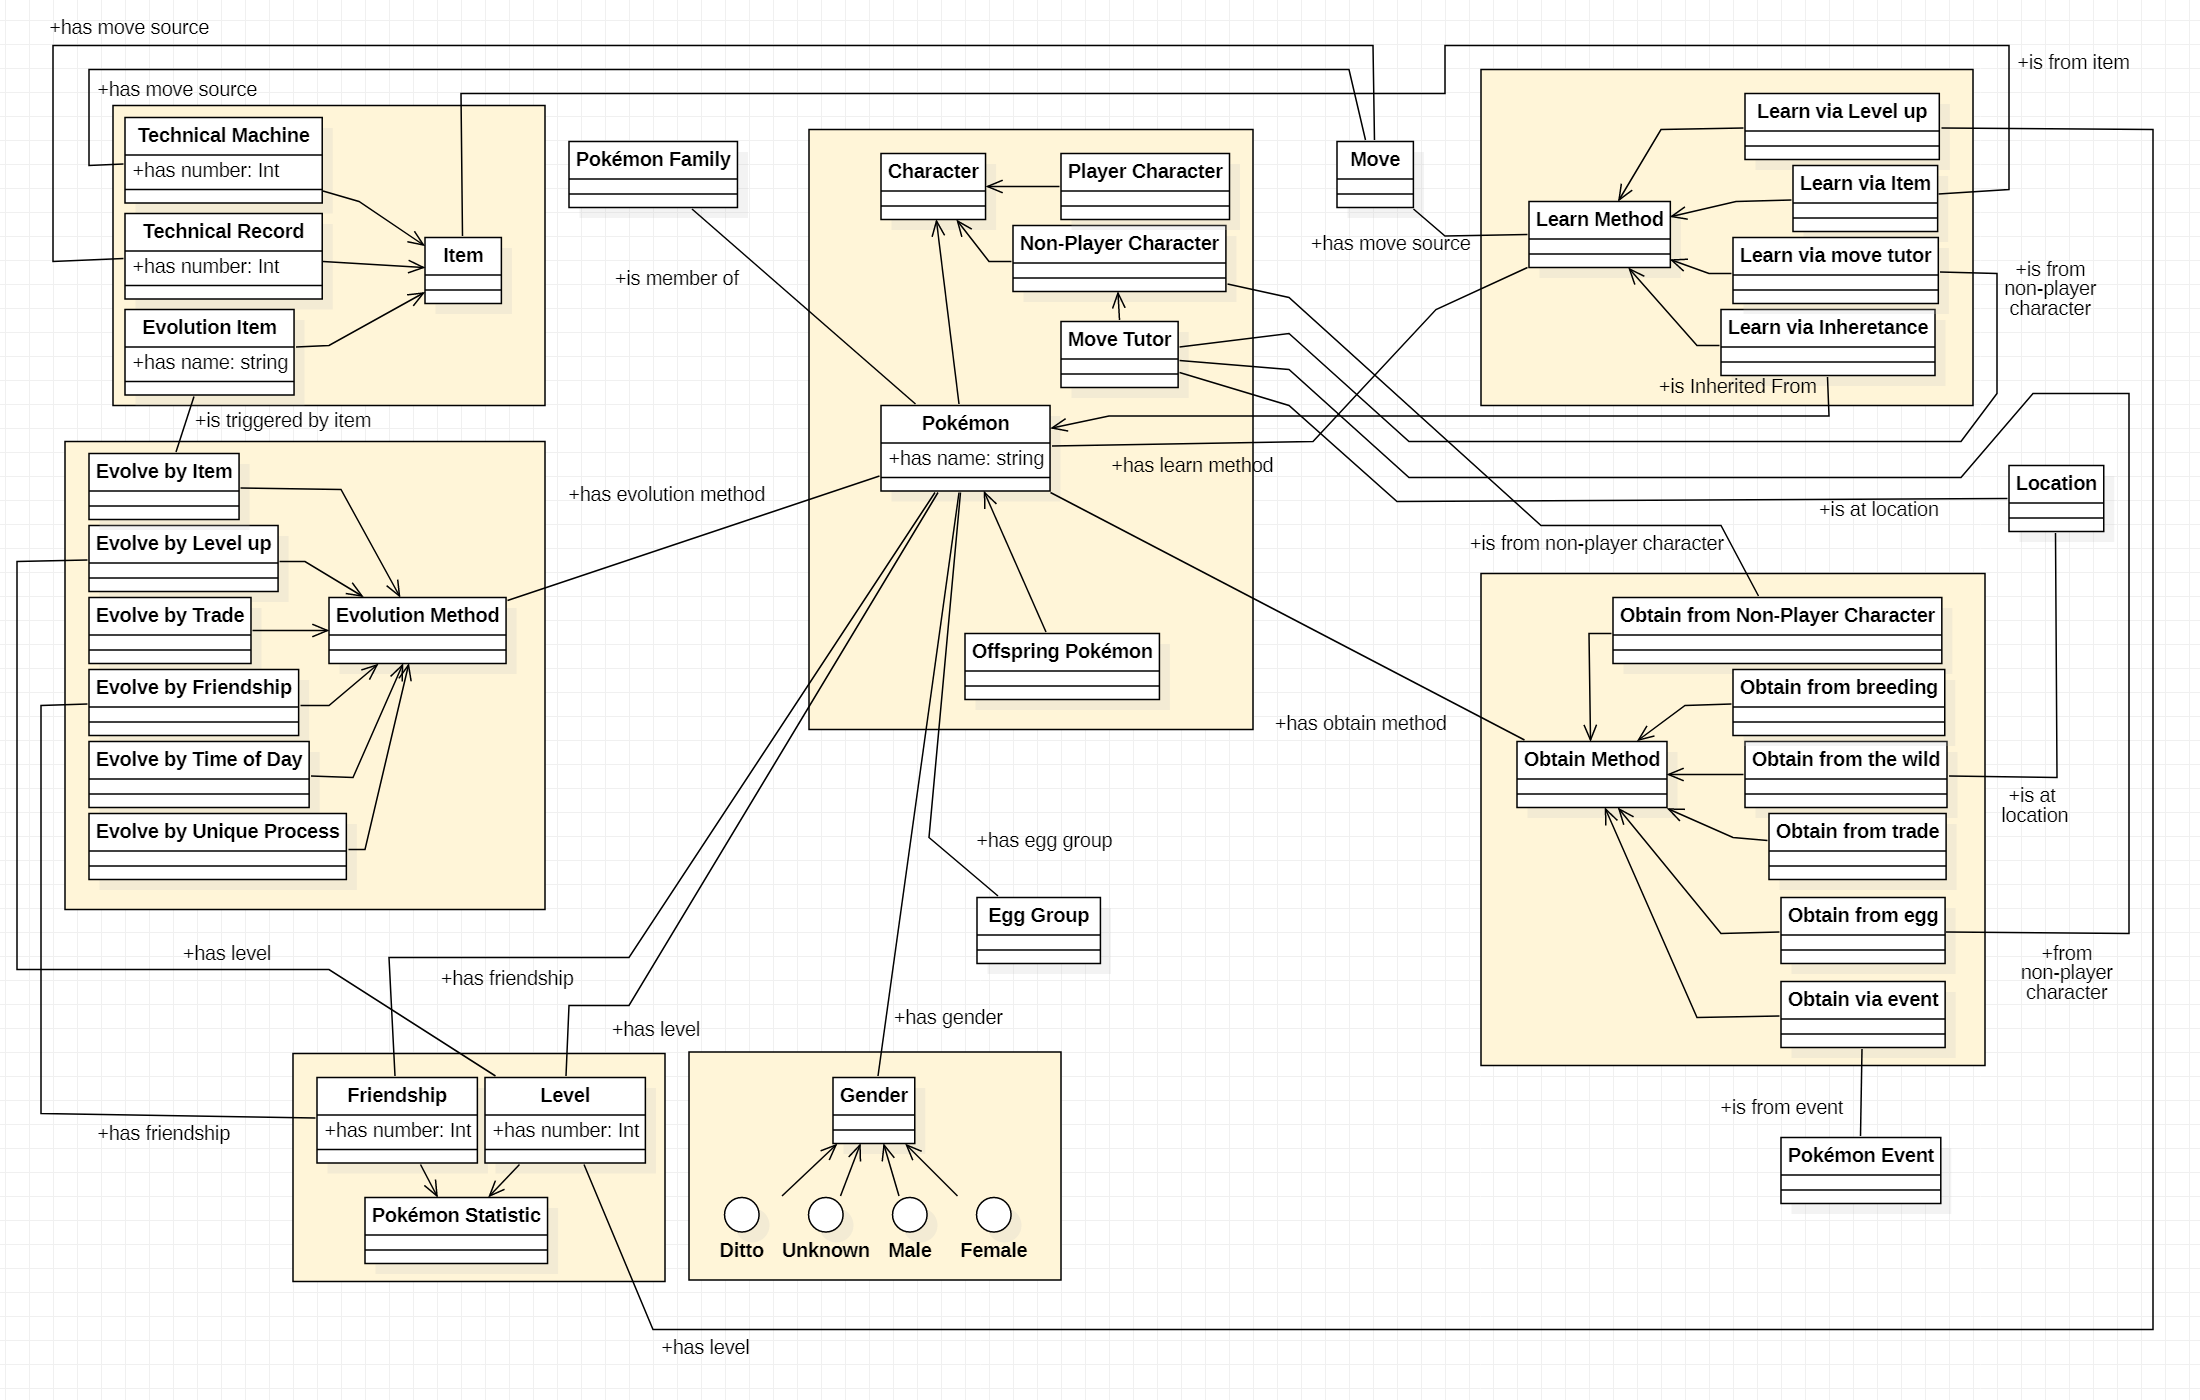 +has move source
+is from item
+has move source
Technical Machine
+has number: Int
Technical Record
+has number: Int
Item
Evolution Item
+has name: string
+is triggered by item
Pokémon Family
+is member of
Character
Player Character
Non-Player Character
Move Tutor
Pokémon
+has name: string
Offspring Pokémon
Move
+has move source
Learn via Level up
Learn via Item
Learn Method
Learn via move tutor
Learn via Inheretance
+is Inherited From
+is from
non-player
character
+has learn method
Location
+is at location
+is from non-player character
Evolve by Item
Evolve by Level up
Evolve by Trade
Evolution Method
Evolve by Friendship
Evolve by Time of Day
Evolve by Unique Process
+has evolution method
+has obtain method
Obtain from Non-Player Character
Obtain from breeding
Obtain Method
Obtain from the wild
Obtain from trade
Obtain from egg
Obtain via event
+is at
location
+from
non-player
character
+is from event
Pokémon Event
+has egg group
Egg Group
+has level
+has friendship
+has level
+has gender
+has friendship
Friendship
+has number: Int
Level
+has number: Int
Pokémon Statistic
Gender
Ditto
Unknown
Male
Female
+has level